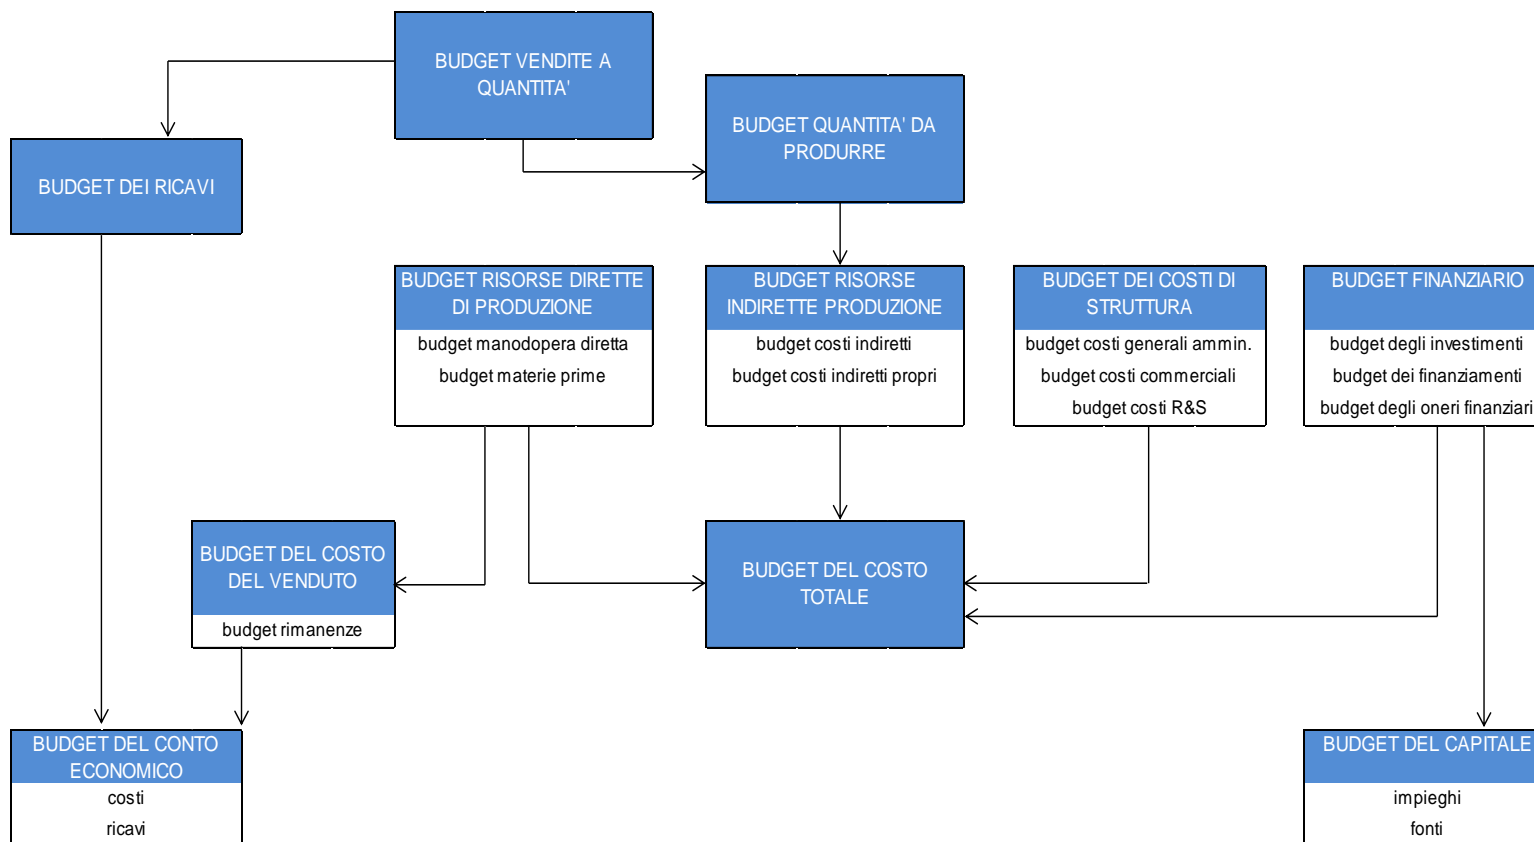 BUDGET VENDITE A
QUANTITA'
BUDGET QUANTITA' DA
PRODURRE
BUDGET DEI RICAVI
BUDGET RISORSE DIRETTE
DI PRODUZIONE
budget manodopera diretta
budget materie prime
BUDGET RISORSE
INDIRETTE PRODUZIONE
budget costi indiretti
budget costi indiretti propri
BUDGET DEI COSTI DI
STRUTTURA
budget costi generali ammin.
budget costi commerciali
budget costi R&S
BUDGET FINANZIARIO
budget degli investimenti
budget dei finanziamenti
budget degli oneri finanziari
BUDGET DEL COSTO
DEL VENDUTO
budget rimanenze
BUDGET DEL COSTO
TOTALE
BUDGET DEL CONTO
ECONOMICO
costi
ricavi
BUDGET DEL CAPITALE
impieghi
fonti